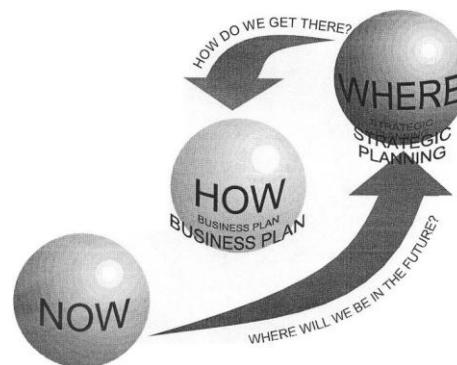 HOW DO WE GET THERE?
WHERE
STRATEGIC
STRATEGIC
PLANNING
HOW
BUSINESS PLAN
BUSINESS PLAN
NOW
WHERE WILL WE BE IN THE FUTURE?